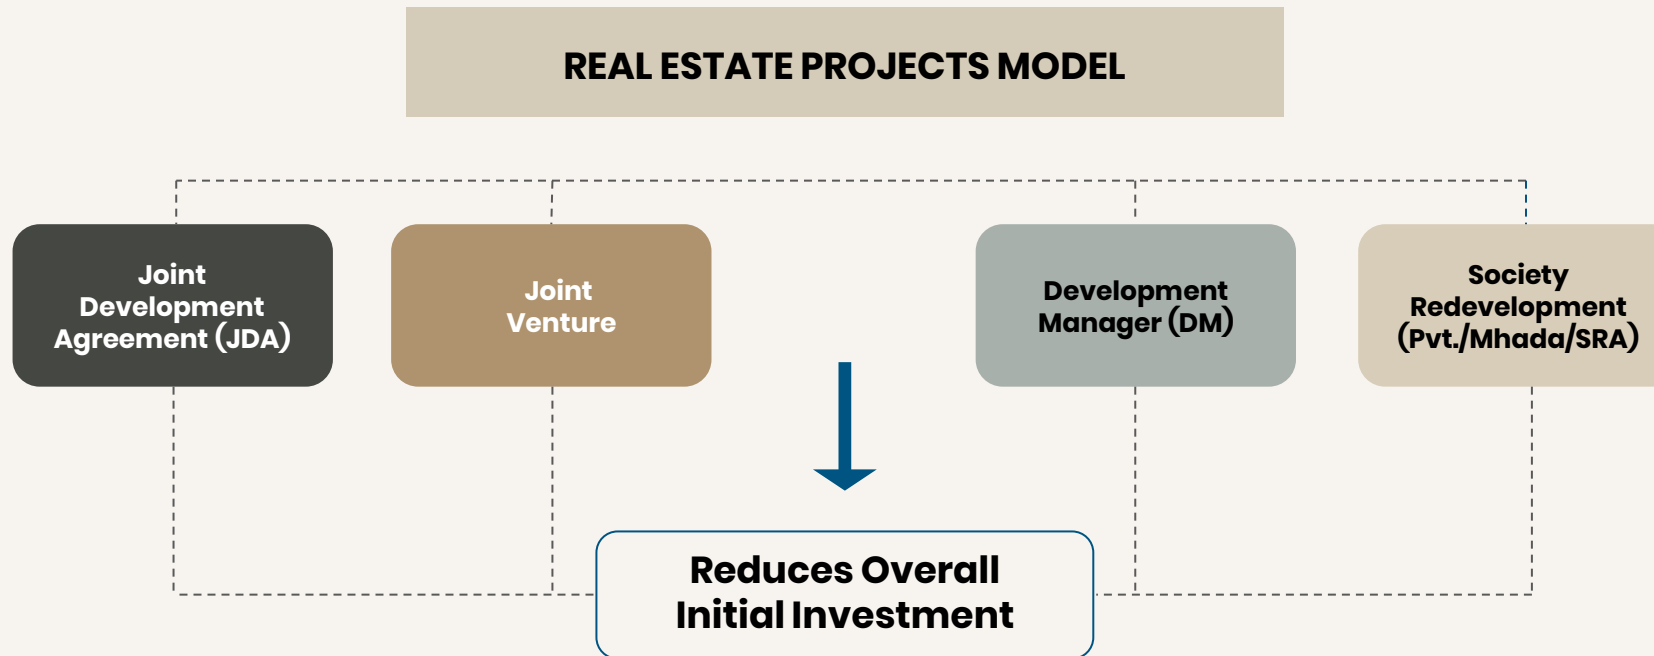 REAL ESTATE PROJECTS MODEL
Joint
Development
Agreement (JDA)
Joint
Venture
Development
Manager (DM)
Society
Redevelopment
(Pvt./Mhada/SRA)
Reduces Overall
Initial Investment